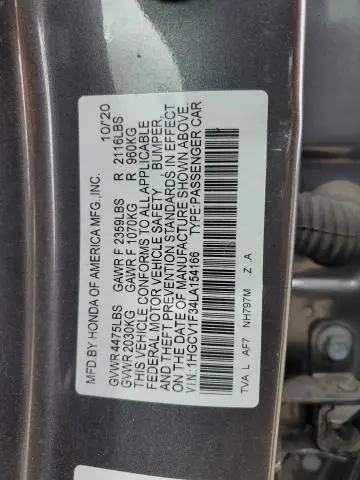 MFD BY HONDA OF AMERICA MFG.,INC. 10/20
GVWR 4475LBS GAWR F 2359LBS R 2116LBS
GVWR 2030KG GAWR F 1070KG R 960KG
THIS VEHICLE CONFORMS TO ALL APPLICABLE
FEDERAL MOTOR VEHICLE SAFETY, BUMPER,
AND THEFT PREVENTION STANDARDS IN EFFECT
ON THE DATE OF MANUFACTURE SHOWN ABOVE.
V.I.N.:1HGCV1F34LA154166 TYPE:PASSENGER CAR
TVA L AF7 NH797M Z A